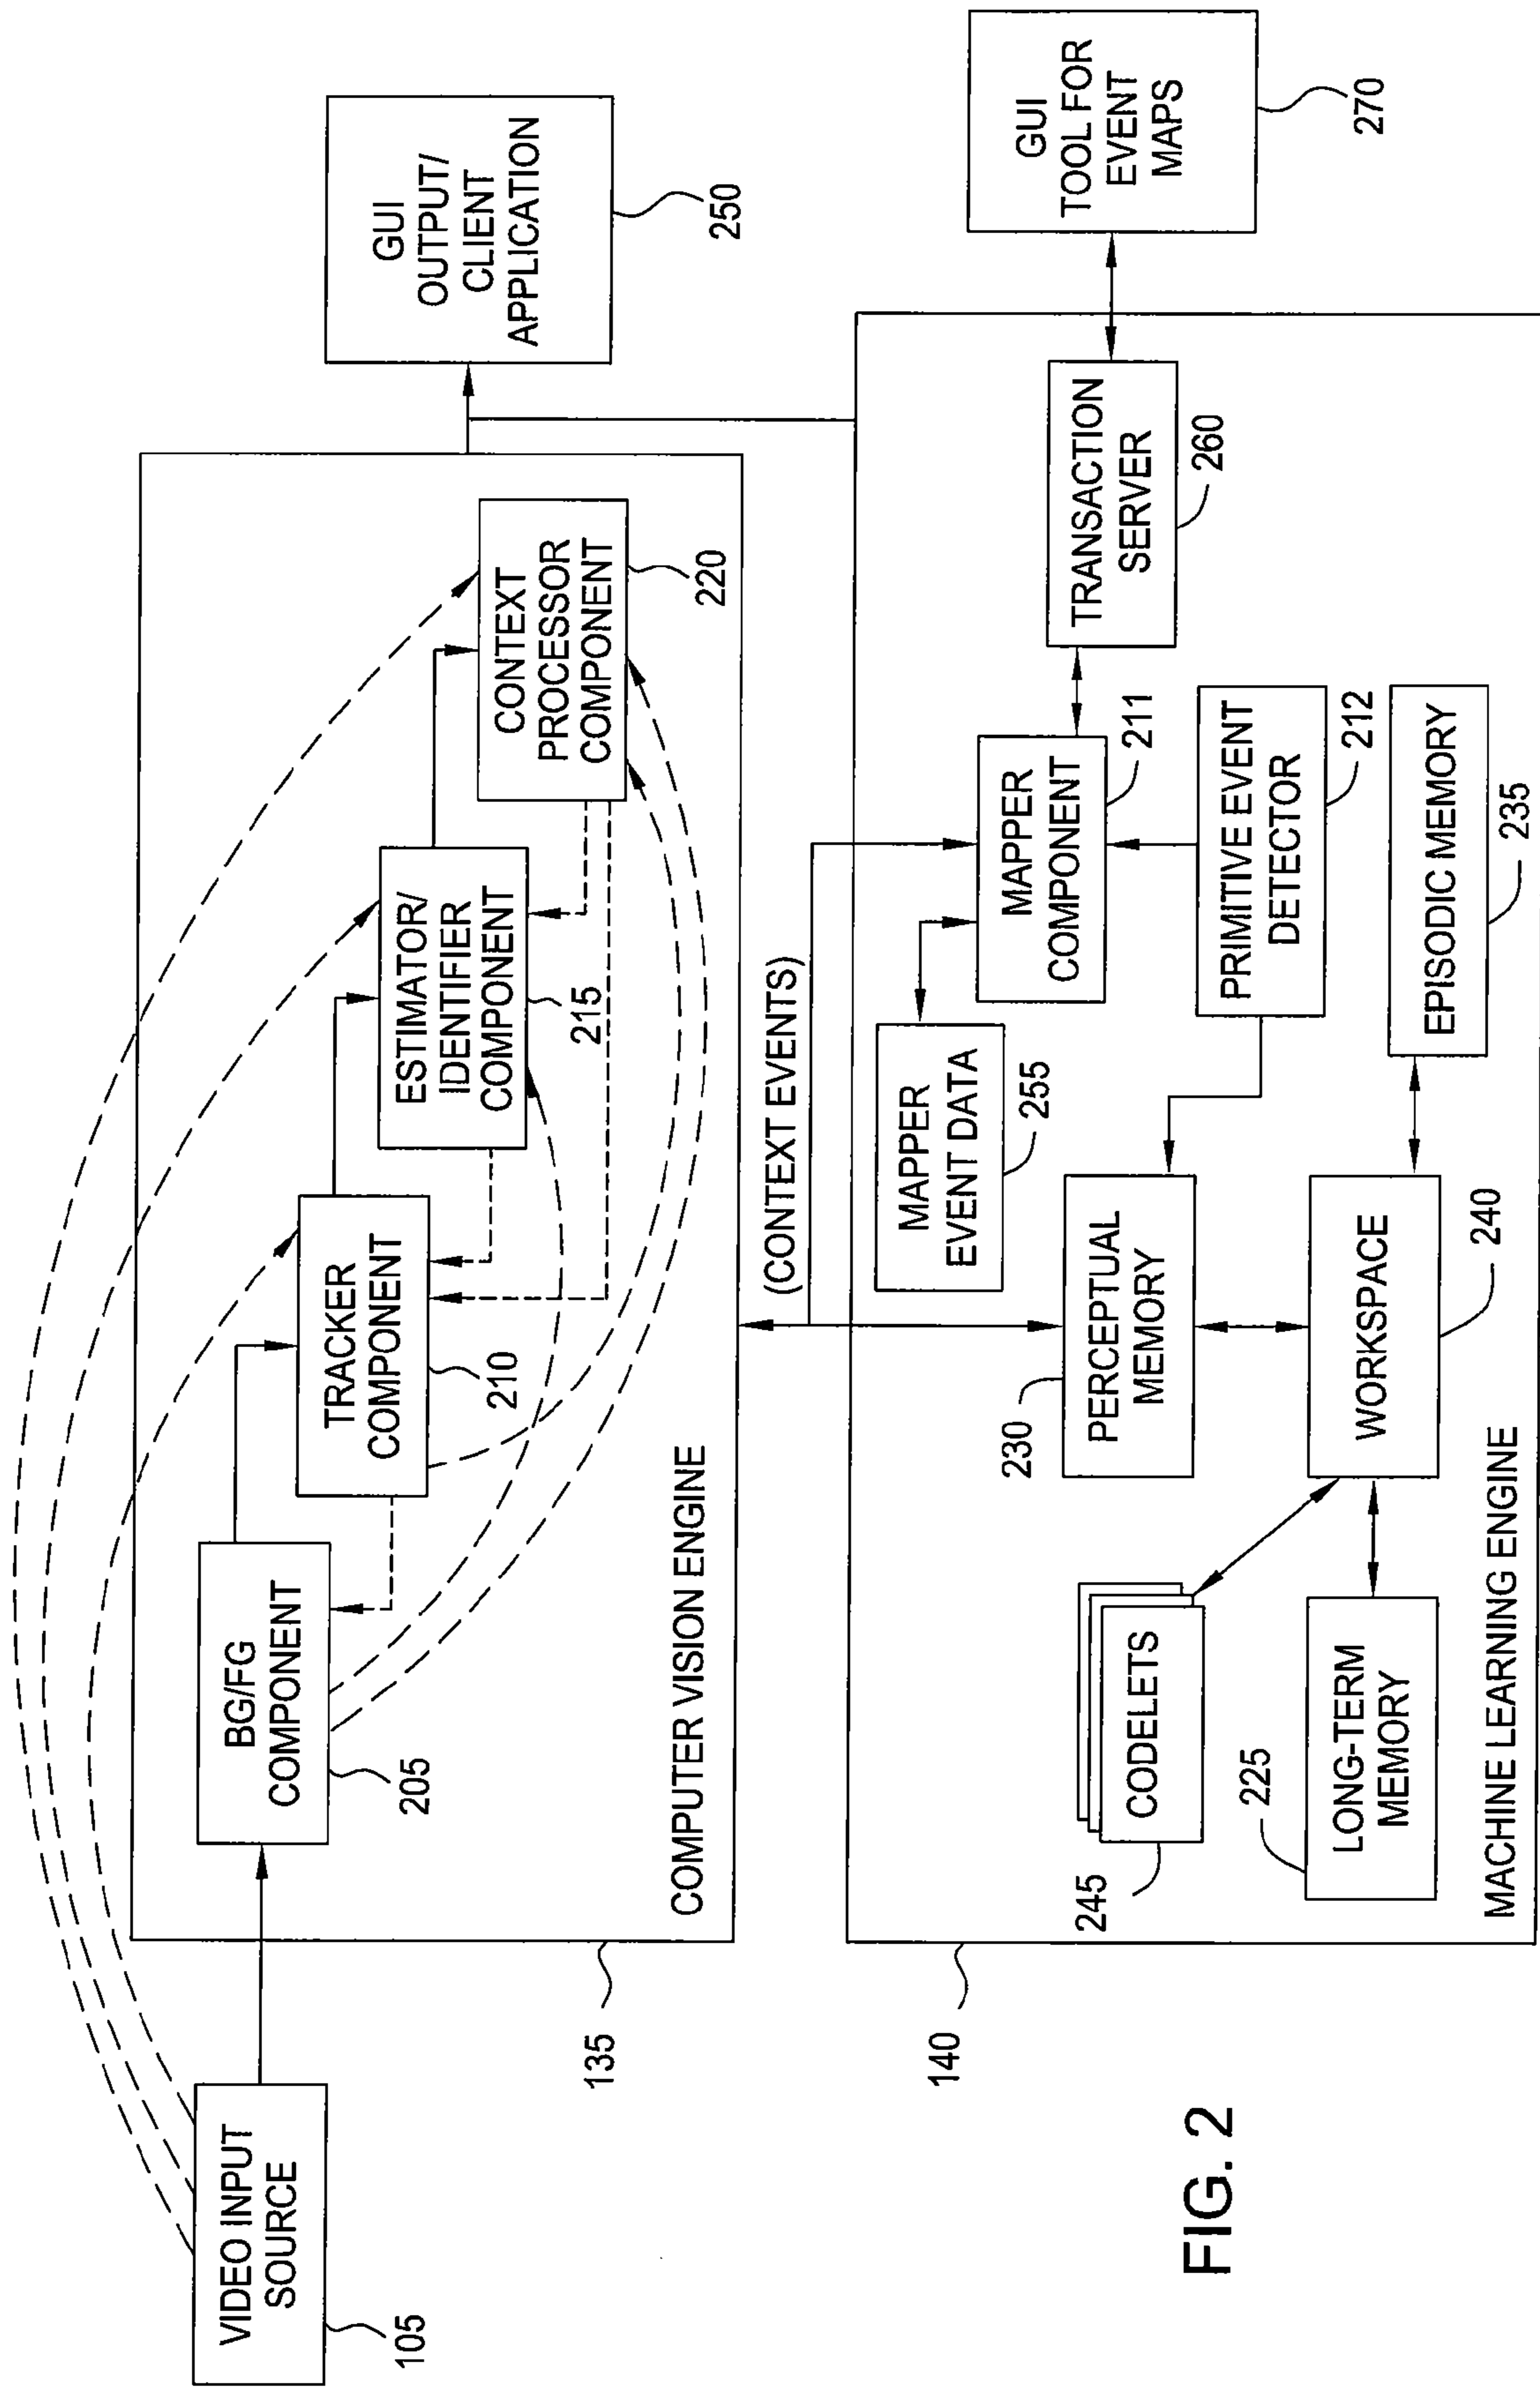 VIDEO INPUT
SOURCE
105
BG/FG
COMPONENT
205
TRACKER
COMPONENT
210
ESTIMATOR/
IDENTIFIER
COMPONENT
215
CONTEXT
PROCESSOR
COMPONENT
220
COMPUTER VISION ENGINE
135
GUI
OUTPUT/
CLIENT
APPLICATION
250
(CONTEXT EVENTS)
140
MAPPER
EVENT DATA
255
MAPPER
COMPONENT
211
TRANSACTION
SERVER
260
GUI
TOOL FOR
EVENT
MAPS
270
230
PERCEPTUAL
MEMORY
PRIMITIVE EVENT
DETECTOR
212
CODELETS
245
225
LONG-TERM
MEMORY
WORKSPACE
240
EPISODIC MEMORY
235
MACHINE LEARNING ENGINE
FIG. 2